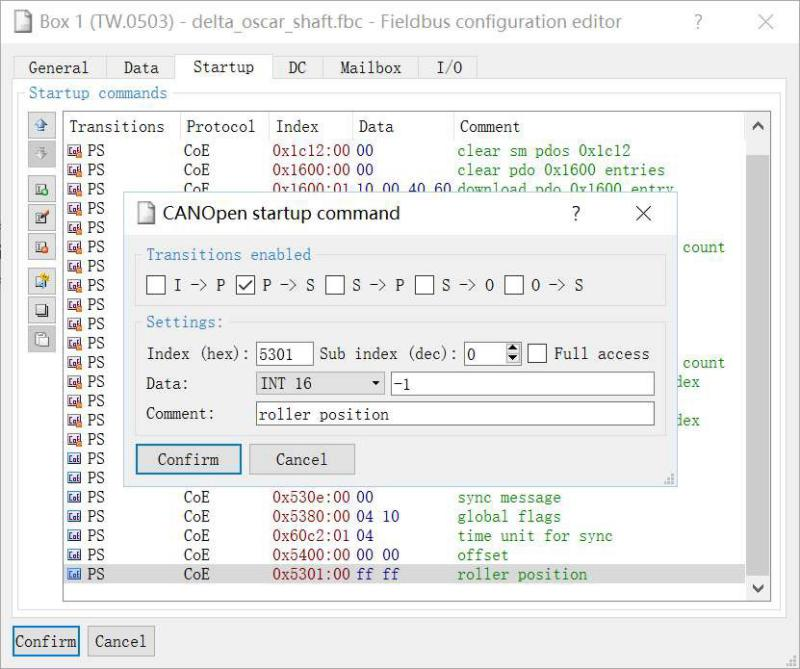 Box 1 (TW.0503) - delta_oscar_shaft.fbc - Fieldbus configuration editor ?
General Data Startup DC Mailbox I/O
Startup commands
Transitions Protocol Index Data Comment
PS CoE 0x1c12:00 00 clear sm pdos 0x1c12
PS CoE 0x1600:00 00 clear pdo 0x1600 entries
PS CoE 0x1600:01 10 00 40 60 download pdo 0x1600 entry
PS
PS
PS count
PS
PS
PS
PS
PS
PS count
PS dex
PS
PS dex
PS
PS
PS
CANOpen startup command ?
Transitions enabled
I -> P P -> S S -> P S -> O O -> S
Settings:
Index (hex): 5301 Sub index (dec): 0 Full access
Data: INT 16 -1
Comment: roller position
Confirm Cancel
PS CoE 0x530e:00 00 sync message
PS CoE 0x5380:00 04 10 global flags
PS CoE 0x60c2:01 04 time unit for sync
PS CoE 0x5400:00 00 00 offset
PS CoE 0x5301:00 ff ff roller position
Confirm Cancel